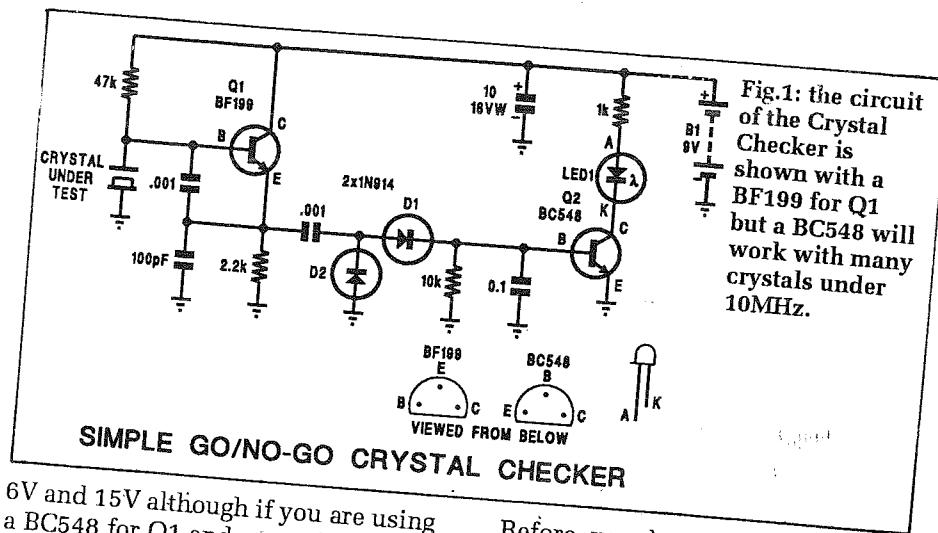 47k
Q1
BF199
B
C
E
CRYSTAL
UNDER
TEST
.001
100pF
2.2k
.001
2x1N914
D1
D2
10k
0.1
10
16VW
+
-
1k
A
LED1
λ
K
Q2
BC548
B
C
E
+
B1
9V
Fig.1: the circuit
of the Crystal
Checker is
shown with a
BF199 for Q1
but a BC548 will
work with many
crystals under
10MHz.
BF199
E
B
C
BC548
B
E
C
A
K
VIEWED FROM BELOW
SIMPLE GO/NO-GO CRYSTAL CHECKER
6V and 15V although if you are using
a BC548 for Q1 and
Before